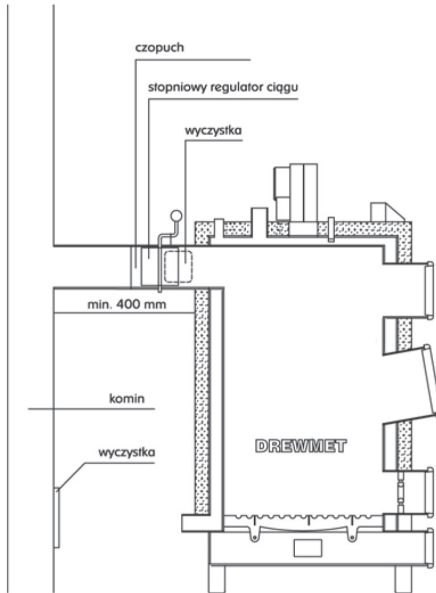 czopuch
stopniowy regulator ciągu
wyczystka
min. 400 mm
komin
DREWMET
wyczystka